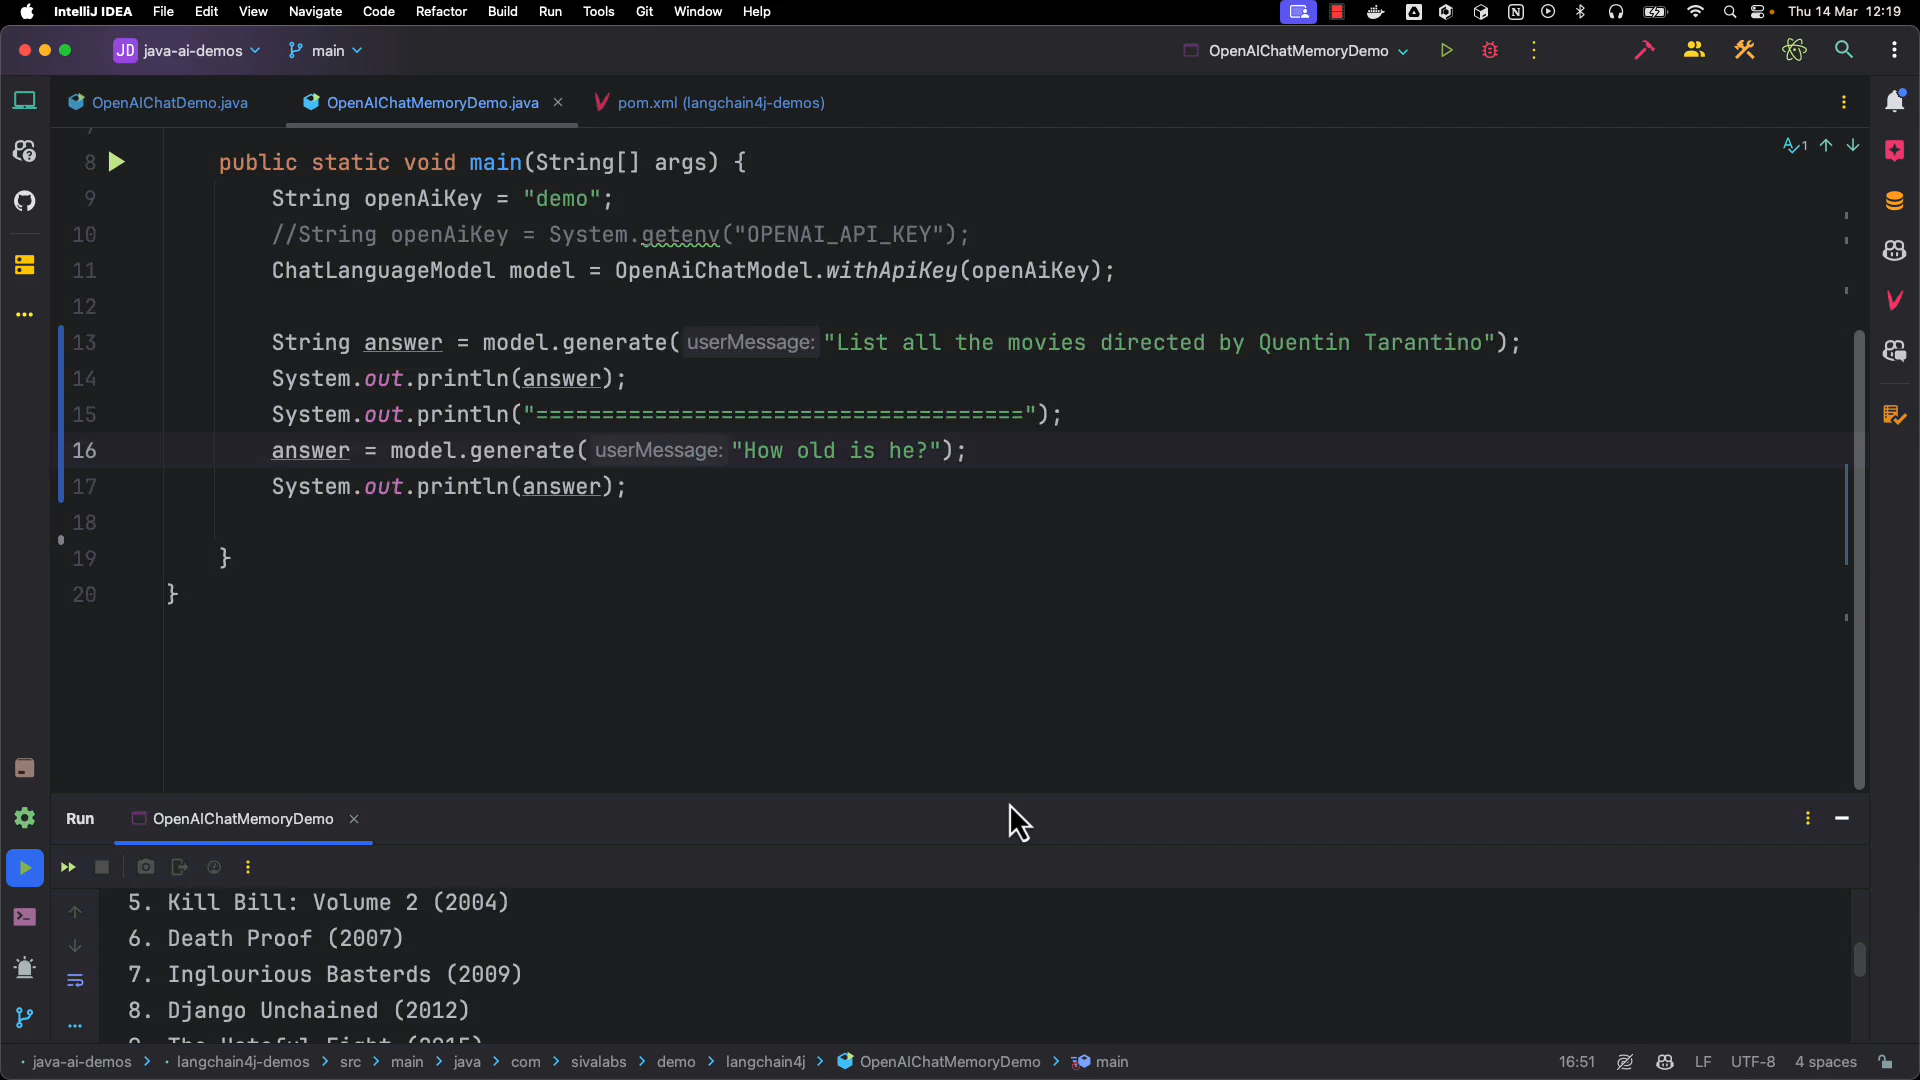 IntelliJ IDEA File Edit View Navigate Code Refactor Build Run Tools Git Window Help Thu 14 Mar 12:19
JD java-ai-demos main OpenAIChatMemoryDemo
OpenAIChatDemo.java OpenAIChatMemoryDemo.java pom.xml (langchain4j-demos)
1
8 public static void main(String[] args) {
9 String openAiKey = "demo";
10 //String openAiKey = System.getenv("OPENAI_API_KEY");
11 ChatLanguageModel model = OpenAiChatModel.withApiKey(openAiKey);
12
13 String answer = model.generate( userMessage: "List all the movies directed by Quentin Tarantino");
14 System.out.println(answer);
15 System.out.println("=====================================");
16 answer = model.generate( userMessage: "How old is he?");
17 System.out.println(answer);
18
19 }
20 }
Run OpenAIChatMemoryDemo
5. Kill Bill: Volume 2 (2004)
6. Death Proof (2007)
7. Inglourious Basterds (2009)
8. Django Unchained (2012)
9. The Hateful Eight (2015)
java-ai-demos > langchain4j-demos > src > main > java > com > sivalabs > demo > langchain4j > OpenAIChatMemoryDemo > main 16:51 LF UTF-8 4 spaces